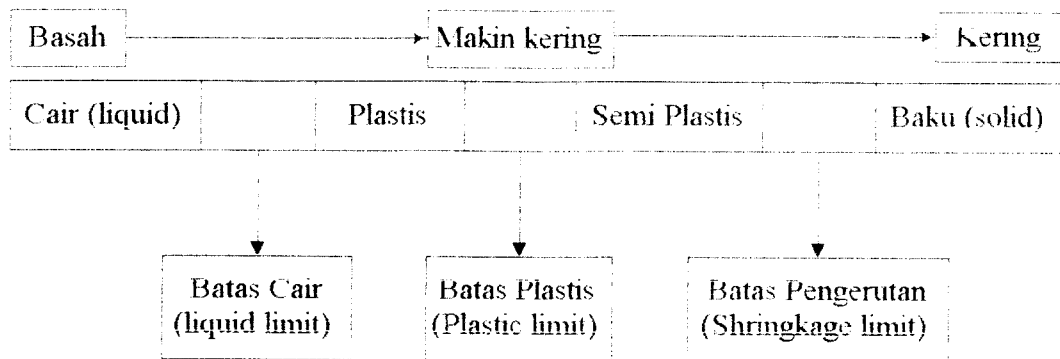 Basah
Makin kering
Kering
Cair (liquid)
Plastis
Semi Plastis
Baku (solid)
Batas Cair
(liquid limit)
Batas Plastis
(Plastic limit)
Batas Pengerutan
(Shringkage limit)